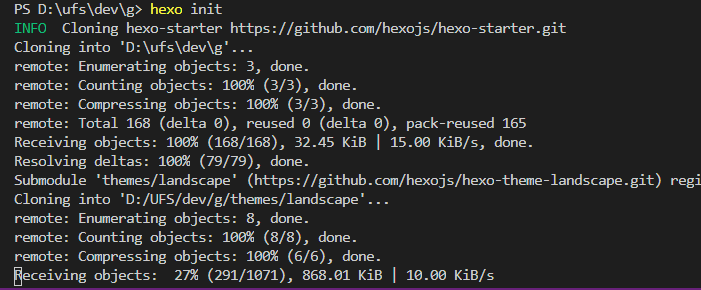 PS D:\ufs\dev\g> hexo init
INFO  Cloning hexo-starter https://github.com/hexojs/hexo-starter.git
Cloning into 'D:\ufs\dev\g'...
remote: Enumerating objects: 3, done.
remote: Counting objects: 100% (3/3), done.
remote: Compressing objects: 100% (3/3), done.
remote: Total 168 (delta 0), reused 0 (delta 0), pack-reused 165
Receiving objects: 100% (168/168), 32.45 KiB | 15.00 KiB/s, done.
Resolving deltas: 100% (79/79), done.
Submodule 'themes/landscape' (https://github.com/hexojs/hexo-theme-landscape.git) regi
Cloning into 'D:/UFS/dev/g/themes/landscape'...
remote: Enumerating objects: 8, done.
remote: Counting objects: 100% (8/8), done.
remote: Compressing objects: 100% (6/6), done.
Receiving objects:  27% (291/1071), 868.01 KiB | 10.00 KiB/s